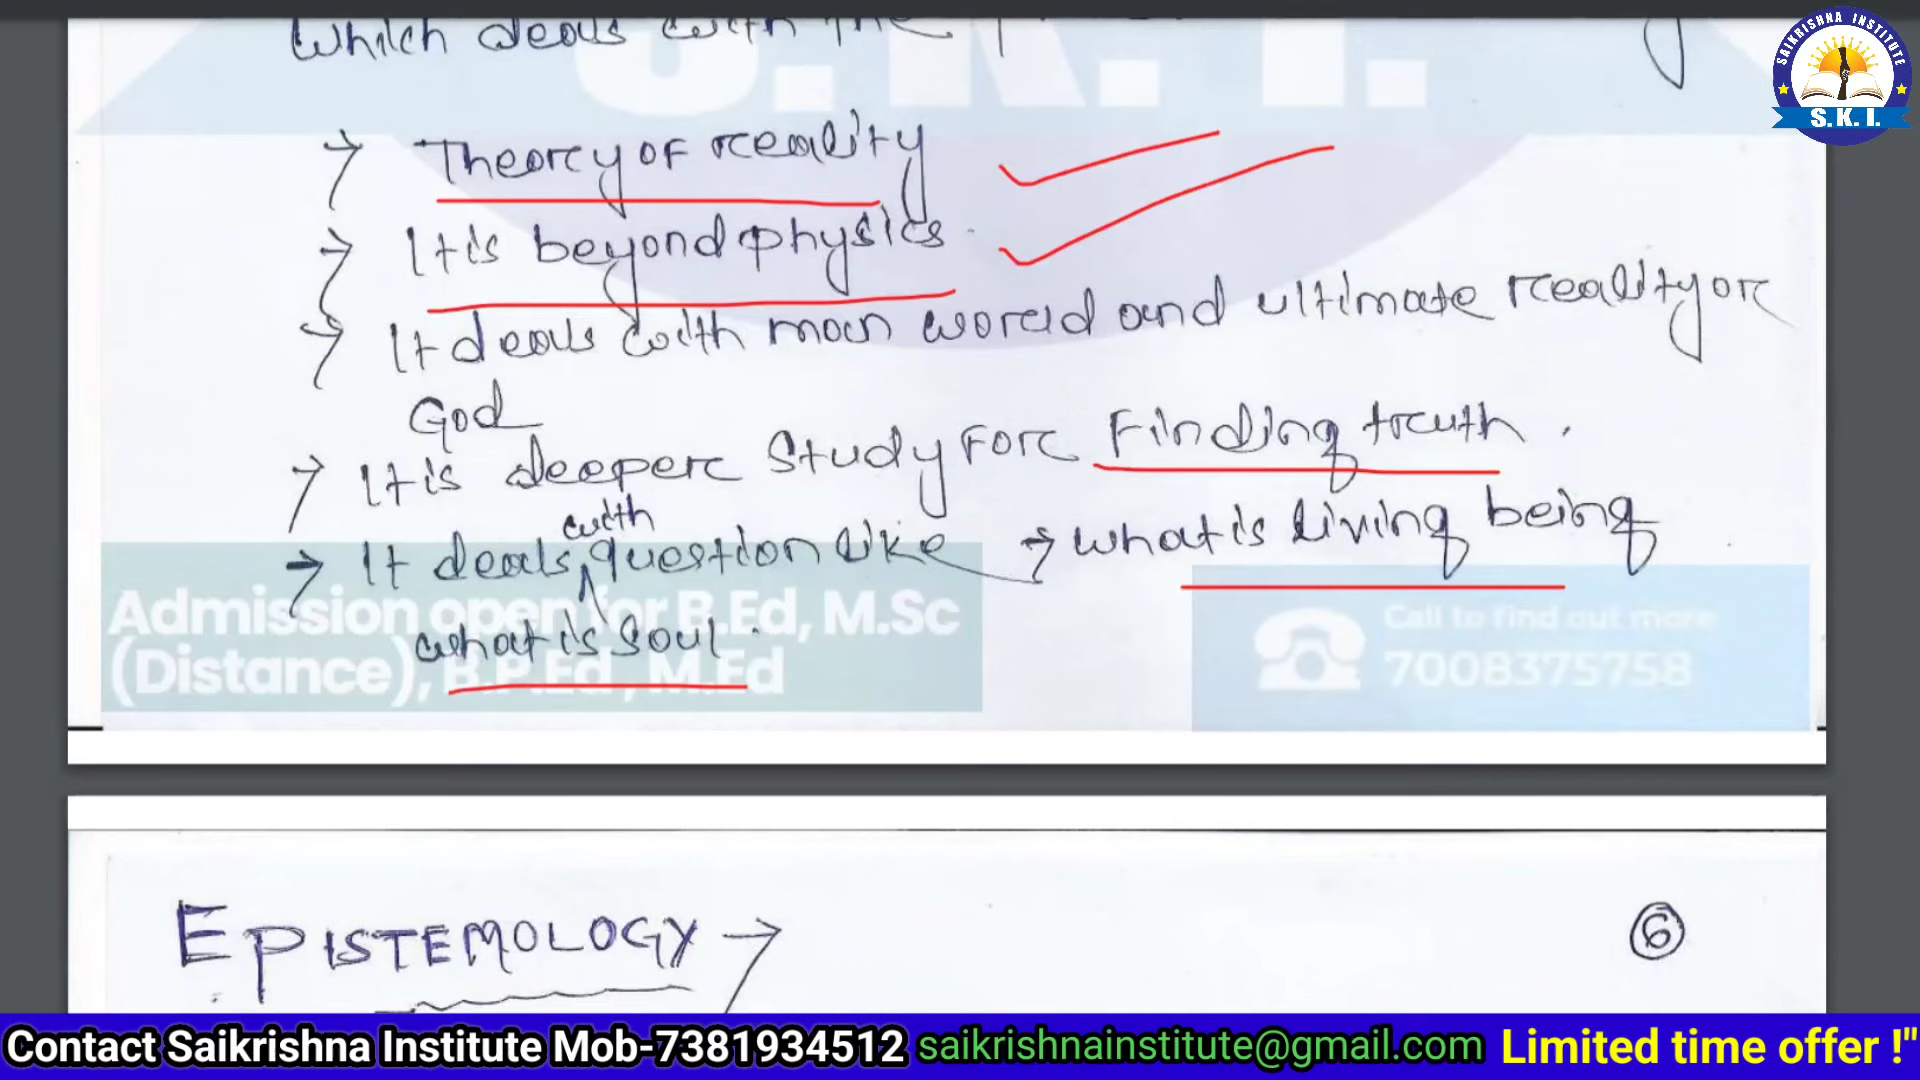 which deals with the
→ Theory of reality
→ It is beyond physics.
→ It deals with man world and ultimate reality or
God
→ It is deeper study for Finding truth.
→ It deals with question like → what is living being
what is soul.
S.K.I.
Admission open for B.Ed, M.Sc
(Distance), B.P.Ed, M.Ed
Call to find out more
7008375758
EPISTEMOLOGY →
6
SAIKRISHNA INSTITUTE
S.K.I.
Contact Saikrishna Institute Mob-7381934512 saikrishnainstitute@gmail.com Limited time offer !"